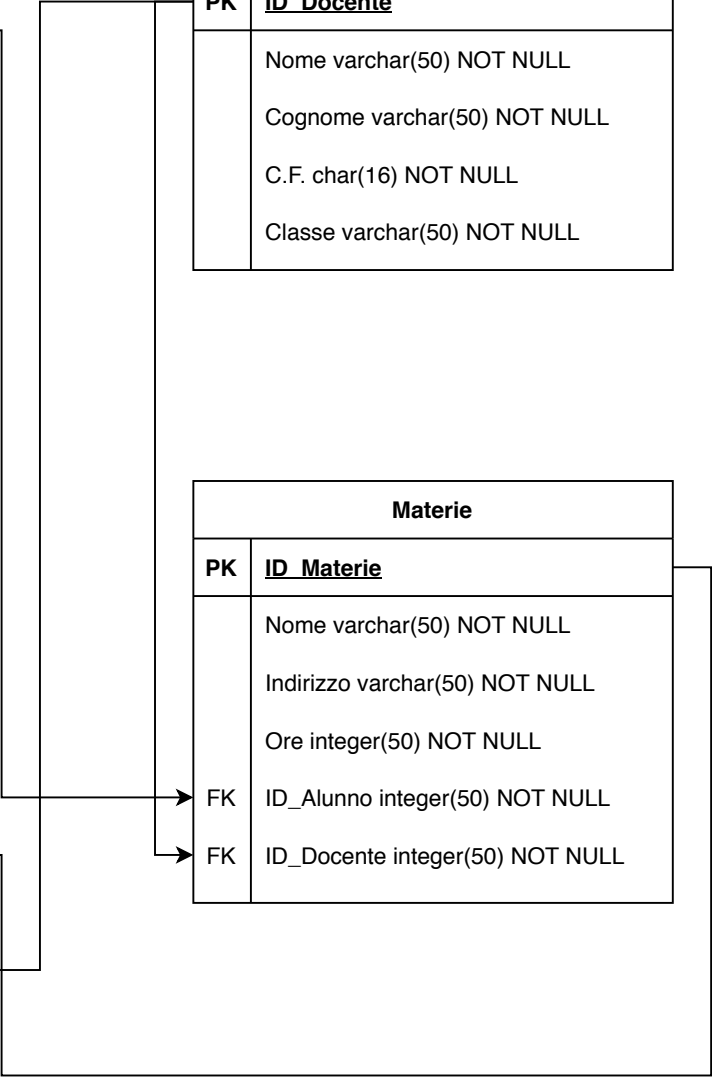 PK ID_Docente
Nome varchar(50) NOT NULL
Cognome varchar(50) NOT NULL
C.F. char(16) NOT NULL
Classe varchar(50) NOT NULL
Materie
PK ID_Materie
Nome varchar(50) NOT NULL
Indirizzo varchar(50) NOT NULL
Ore integer(50) NOT NULL
FK ID_Alunno integer(50) NOT NULL
FK ID_Docente integer(50) NOT NULL